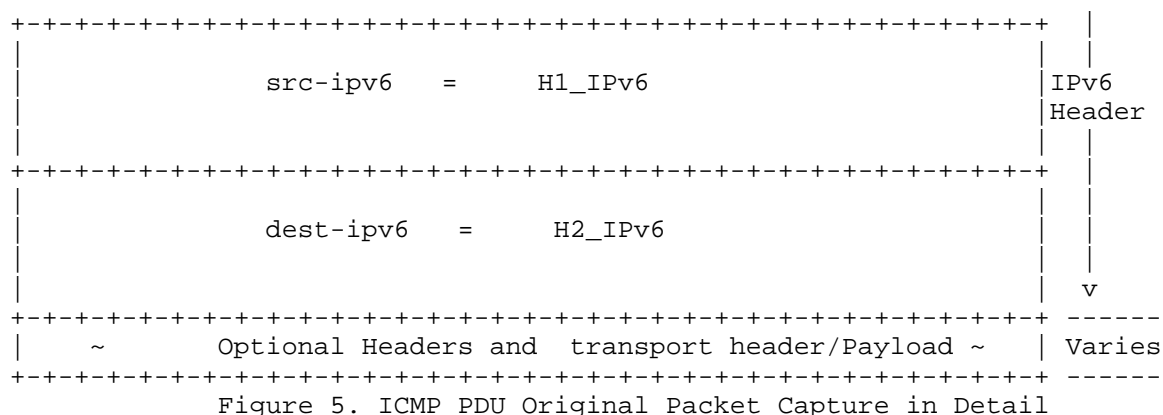 +-+-+-+-+-+-+-+-+-+-+-+-+-+-+-+-+-+-+-+-+-+-+-+-+-+-+-+-+-+-+-+-+  |
|                                                               |  |
|               src-ipv6   =     H1_IPv6                        |IPv6
|                                                               |Header
|                                                               |  |
+-+-+-+-+-+-+-+-+-+-+-+-+-+-+-+-+-+-+-+-+-+-+-+-+-+-+-+-+-+-+-+-+  |
|                                                               |  |
|               dest-ipv6   =     H2_IPv6                       |  |
|                                                               |  |
|                                                               |  v
+-+-+-+-+-+-+-+-+-+-+-+-+-+-+-+-+-+-+-+-+-+-+-+-+-+-+-+-+-+-+-+-+ ------
|    ~       Optional Headers and  transport header/Payload ~   | Varies
+-+-+-+-+-+-+-+-+-+-+-+-+-+-+-+-+-+-+-+-+-+-+-+-+-+-+-+-+-+-+-+-+ ------
Figure 5. ICMP PDU Original Packet Capture in Detail